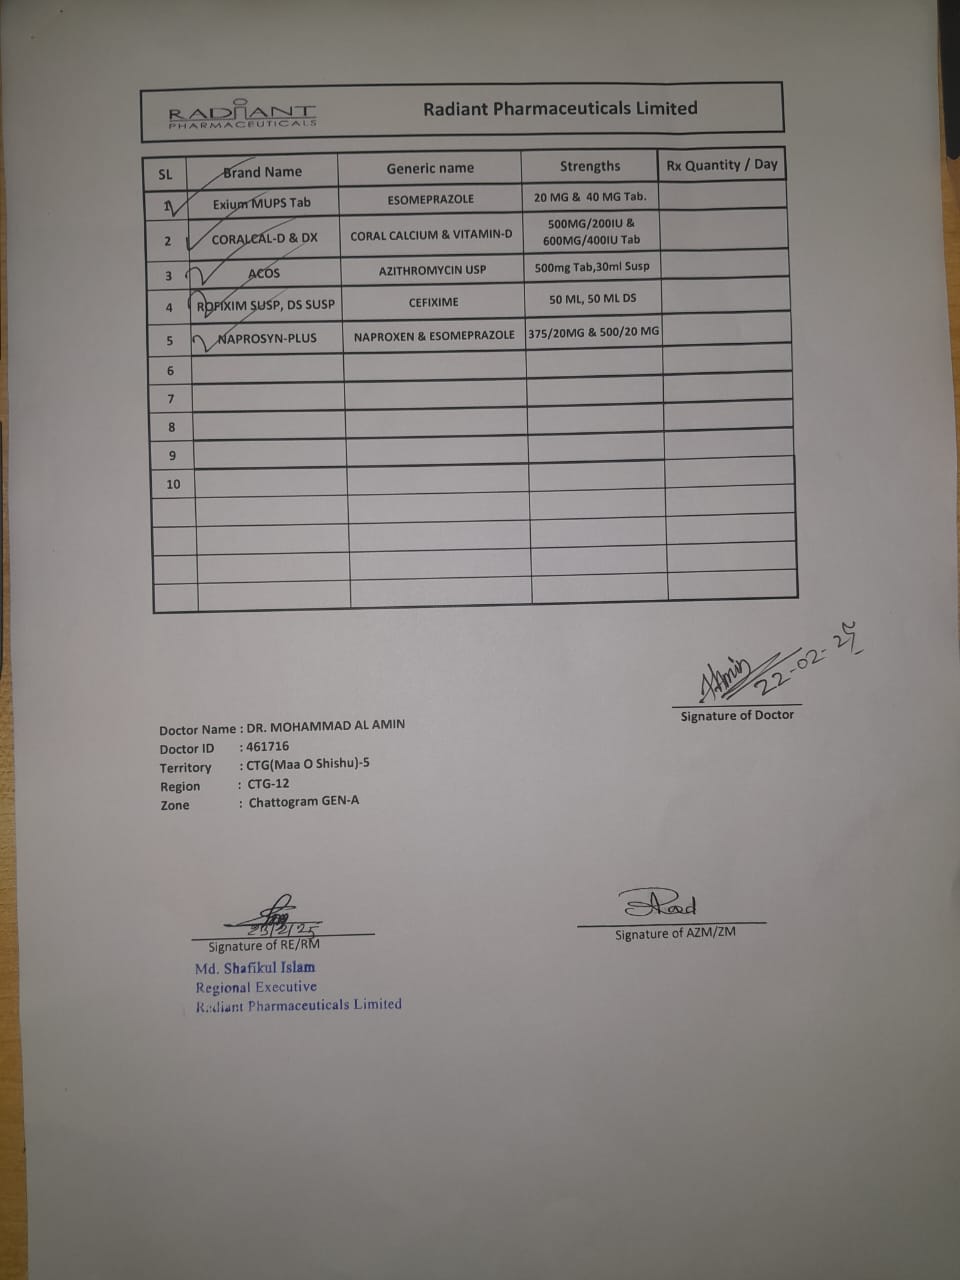 RADIANT
PHARMACEUTICALS
Radiant Pharmaceuticals Limited
SL Brand Name Generic name Strengths Rx Quantity / Day
1 Exium MUPS Tab ESOMEPRAZOLE 20 MG & 40 MG Tab.
2 CORALCAL-D & DX CORAL CALCIUM & VITAMIN-D 500MG/200IU &
600MG/400IU Tab
3 ACOS AZITHROMYCIN USP 500mg Tab,30ml Susp
4 ROFIXIM SUSP, DS SUSP CEFIXIME 50 ML, 50 ML DS
5 NAPROSYN-PLUS NAPROXEN & ESOMEPRAZOLE 375/20MG & 500/20 MG
6
7
8
9
10
22-02-25
Signature of Doctor
Doctor Name : DR. MOHAMMAD AL AMIN
Doctor ID : 461716
Territory : CTG(Maa O Shishu)-5
Region : CTG-12
Zone : Chattogram GEN-A
23/2/25
Signature of RE/RM
Signature of AZM/ZM
Md. Shafikul Islam
Regional Executive
Radiant Pharmaceuticals Limited